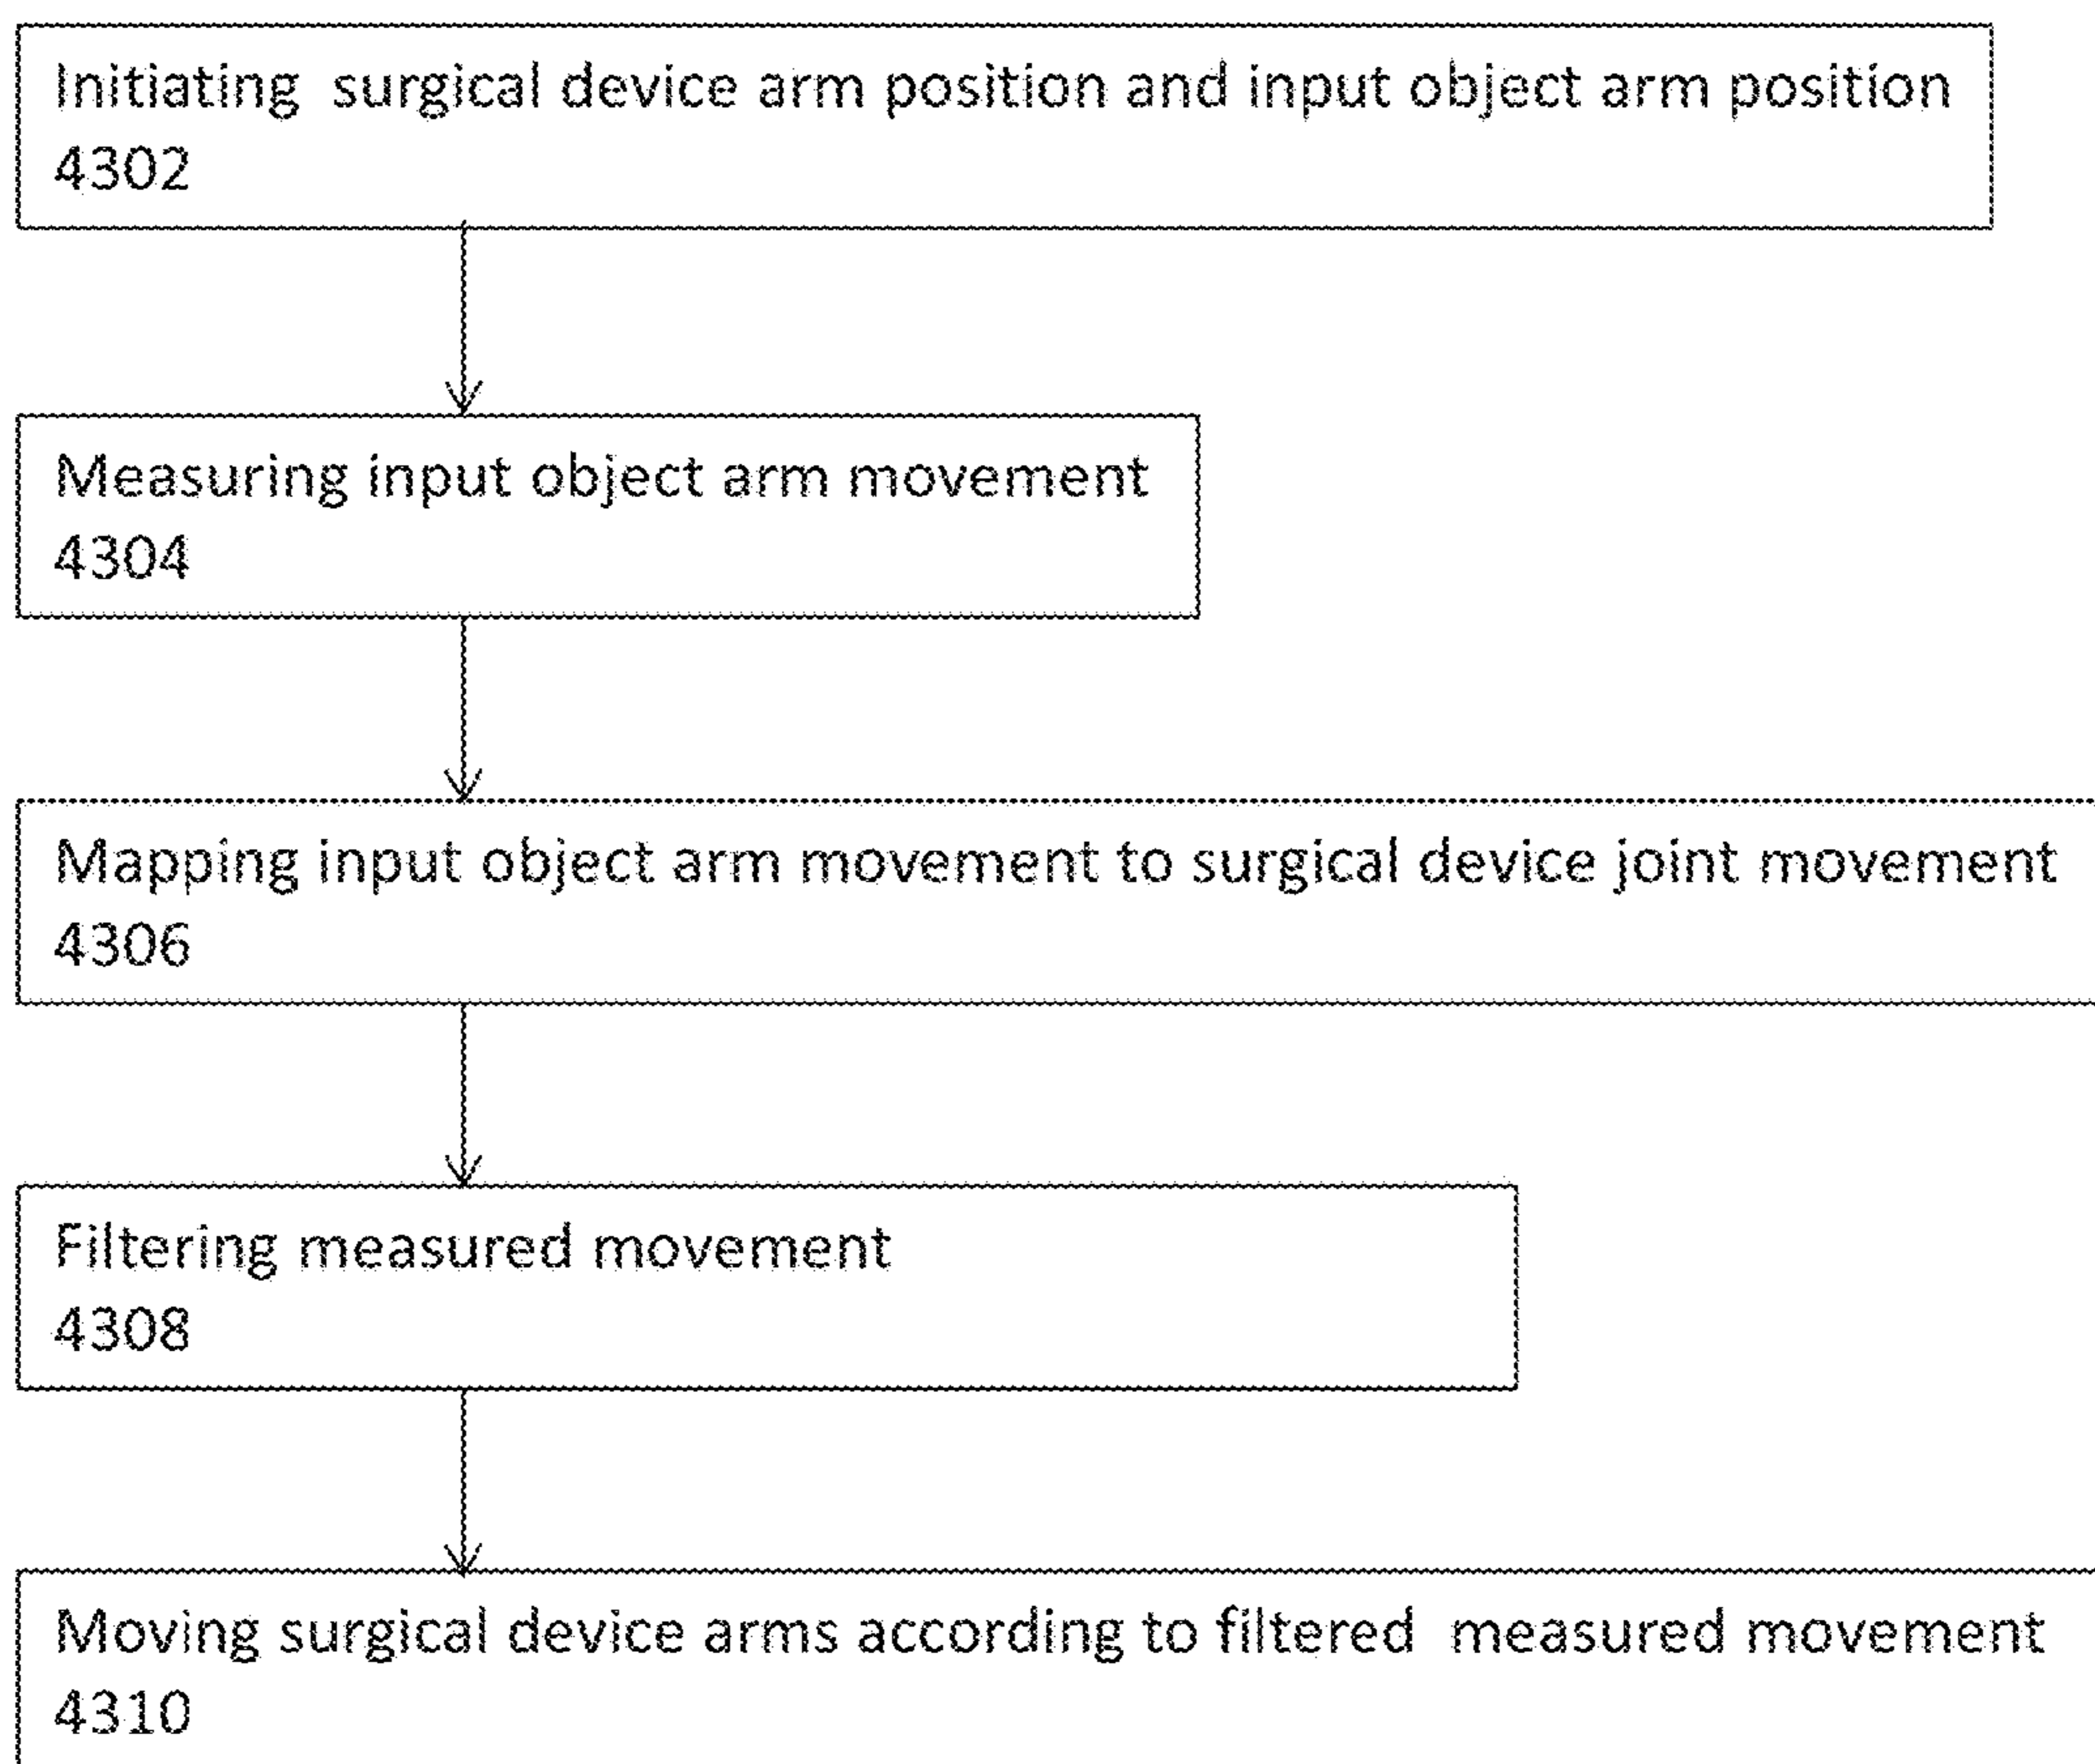 Initiating surgical device arm position and input object arm position
4302
Measuring input object arm movement
4304
Mapping input object arm movement to surgical device joint movement
4306
Filtering measured movement
4308
Moving surgical device arms according to filtered measured movement
4310